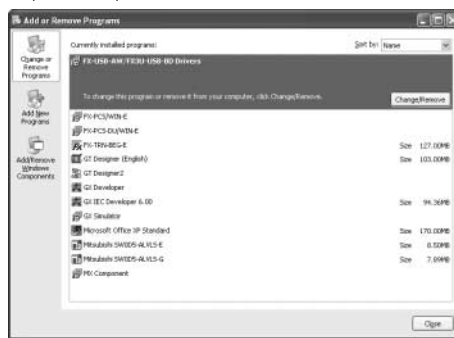 Add or Remove Programs
Change or
Remove
Programs
Add New
Programs
Add/Remove
Windows
Components
Currently installed programs:
Sort by: Name
FX-USB-AW/FX3U-USB-BD Drivers
To change this program or remove it from your computer, click Change/Remove.
Change/Remove
FX-PCS/WIN-E
FX-PCS-DU/WIN-E
FX-TRN-BEG-E Size 127.00MB
GT Designer (English) Size 103.00MB
GT Designer2
GX Developer
GX IEC Developer 6.00 Size 94.36MB
GX Simulator
Microsoft Office XP Standard Size 170.00MB
Mitsubishi SW0D5-ALVLS-E Size 8.50MB
Mitsubishi SW0D5-ALVLS-G Size 7.89MB
MX Component
Close